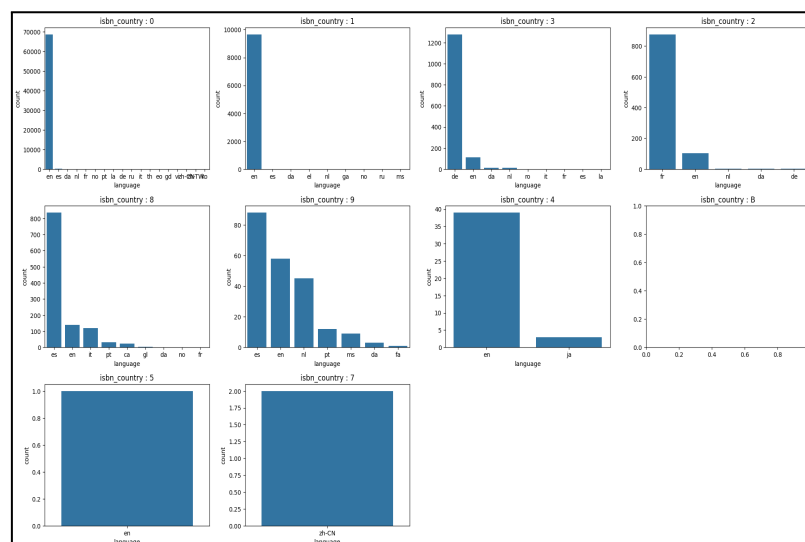 isbn_country : 0
70000
60000
50000
40000
30000
20000
10000
0
count
en es da nl fr no pt la de ru it th eo gd
language
isbn_country : 1
10000
8000
6000
4000
2000
0
count
en es da el nl ga no ru ms
language
isbn_country : 3
1200
1000
800
600
400
200
0
count
de en da nl ro it fr es la
language
isbn_country : 2
800
600
400
200
0
count
fr en nl da de
language
isbn_country : 8
800
700
600
500
400
300
200
100
0
count
es en it pt ca gl da no fr
language
isbn_country : 9
80
60
40
20
0
count
es en nl pt ms da fa
language
isbn_country : 4
40
35
30
25
20
15
10
5
0
count
en ja
language
isbn_country : B
1.0
0.8
0.6
0.4
0.2
0.0
0.0 0.2 0.4 0.6 0.8
isbn_country : 5
1.0
0.8
0.6
0.4
0.2
0.0
count
en
language
isbn_country : 7
2.00
1.75
1.50
1.25
1.00
0.75
0.50
0.25
0.00
count
zh-CN
language